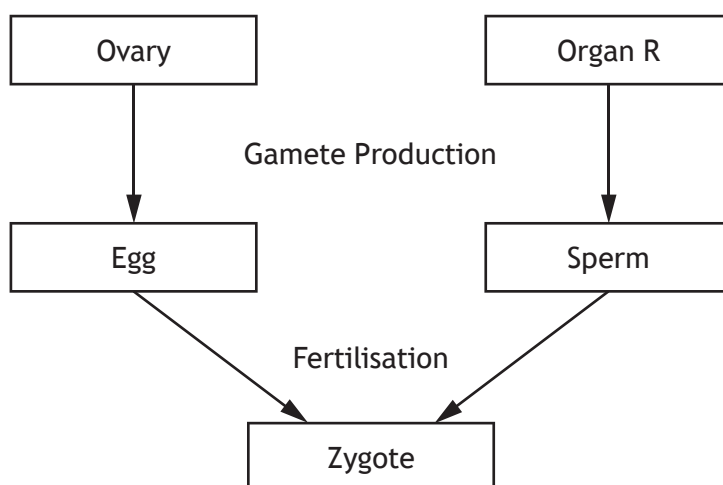 Ovary
Organ R
Gamete Production
Egg
Sperm
Fertilisation
Zygote